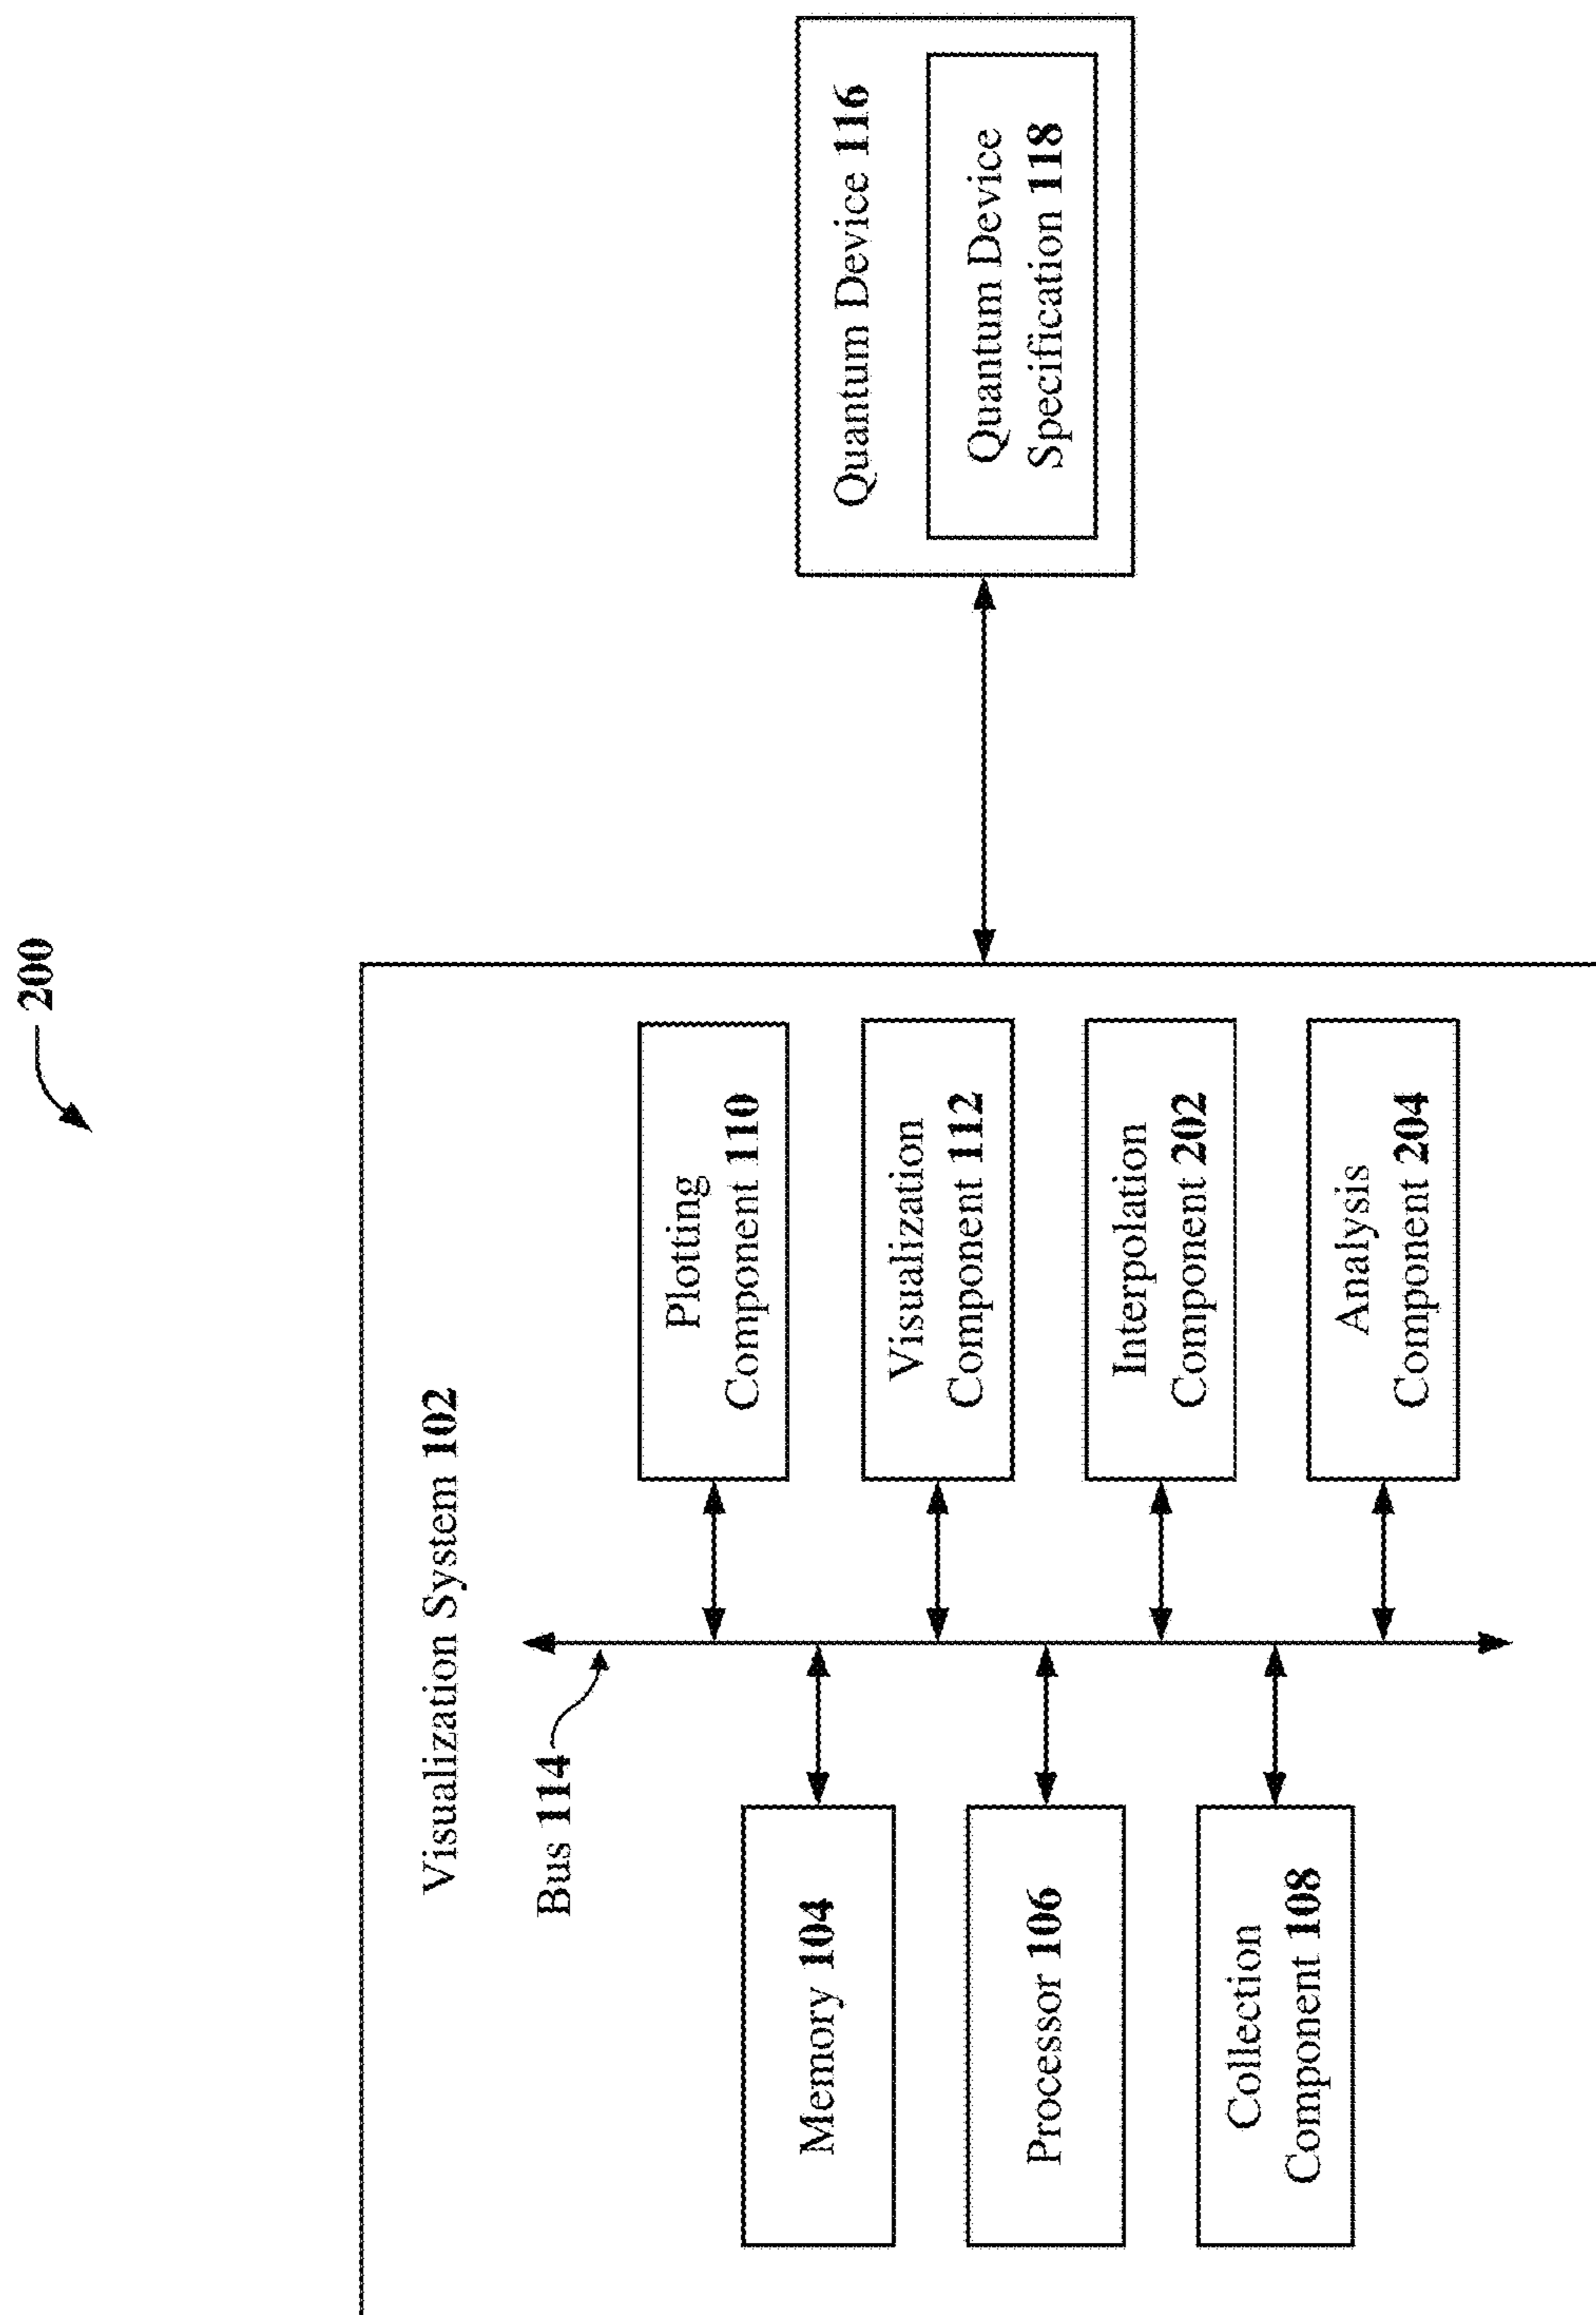 200
Visualization System 102
Bus 114
Memory 104
Processor 106
Collection
Component 108
Plotting
Component 110
Visualization
Component 112
Interpolation
Component 202
Analysis
Component 204
Quantum Device 116
Quantum Device
Specification 118